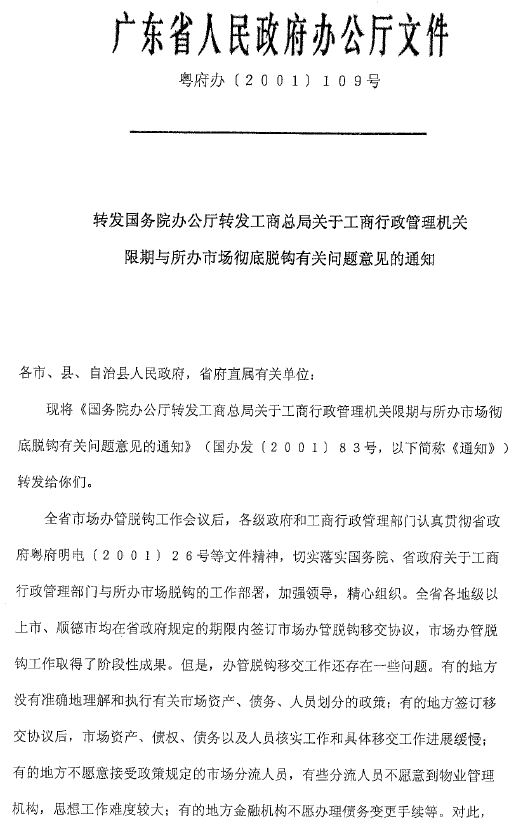 广东省人民政府办公厅文件
粤府办〔2001〕109号
转发国务院办公厅转发工商总局关于工商行政管理机关
限期与所办市场彻底脱钩有关问题意见的通知
各市、县、自治县人民政府，省府直属有关单位：
现将《国务院办公厅转发工商总局关于工商行政管理机关限期与所办市场彻
底脱钩有关问题意见的通知》（国办发〔2001〕83号，以下简称《通知》）
转发给你们。
全省市场办管脱钩工作会议后，各级政府和工商行政管理部门认真贯彻省政
府粤府明电〔2001〕26号等文件精神，切实落实国务院、省政府关于工商
行政管理部门与所办市场脱钩的工作部署，加强领导，精心组织。全省各地级以
上市、顺德市均在省政府规定的期限内签订市场办管脱钩移交协议，市场办管脱
钩工作取得了阶段性成果。但是，办管脱钩移交工作还存在一些问题。有的地方
没有准确地理解和执行有关市场资产、债务、人员划分的政策；有的地方签订移
交协议后，市场资产、债权、债务以及人员核实工作和具体移交工作进展缓慢；
有的地方不愿意接受政策规定的市场分流人员，有些分流人员不愿意到物业管理
机构，思想工作难度较大；有的地方金融机构不愿办理债务变更手续等。对此，